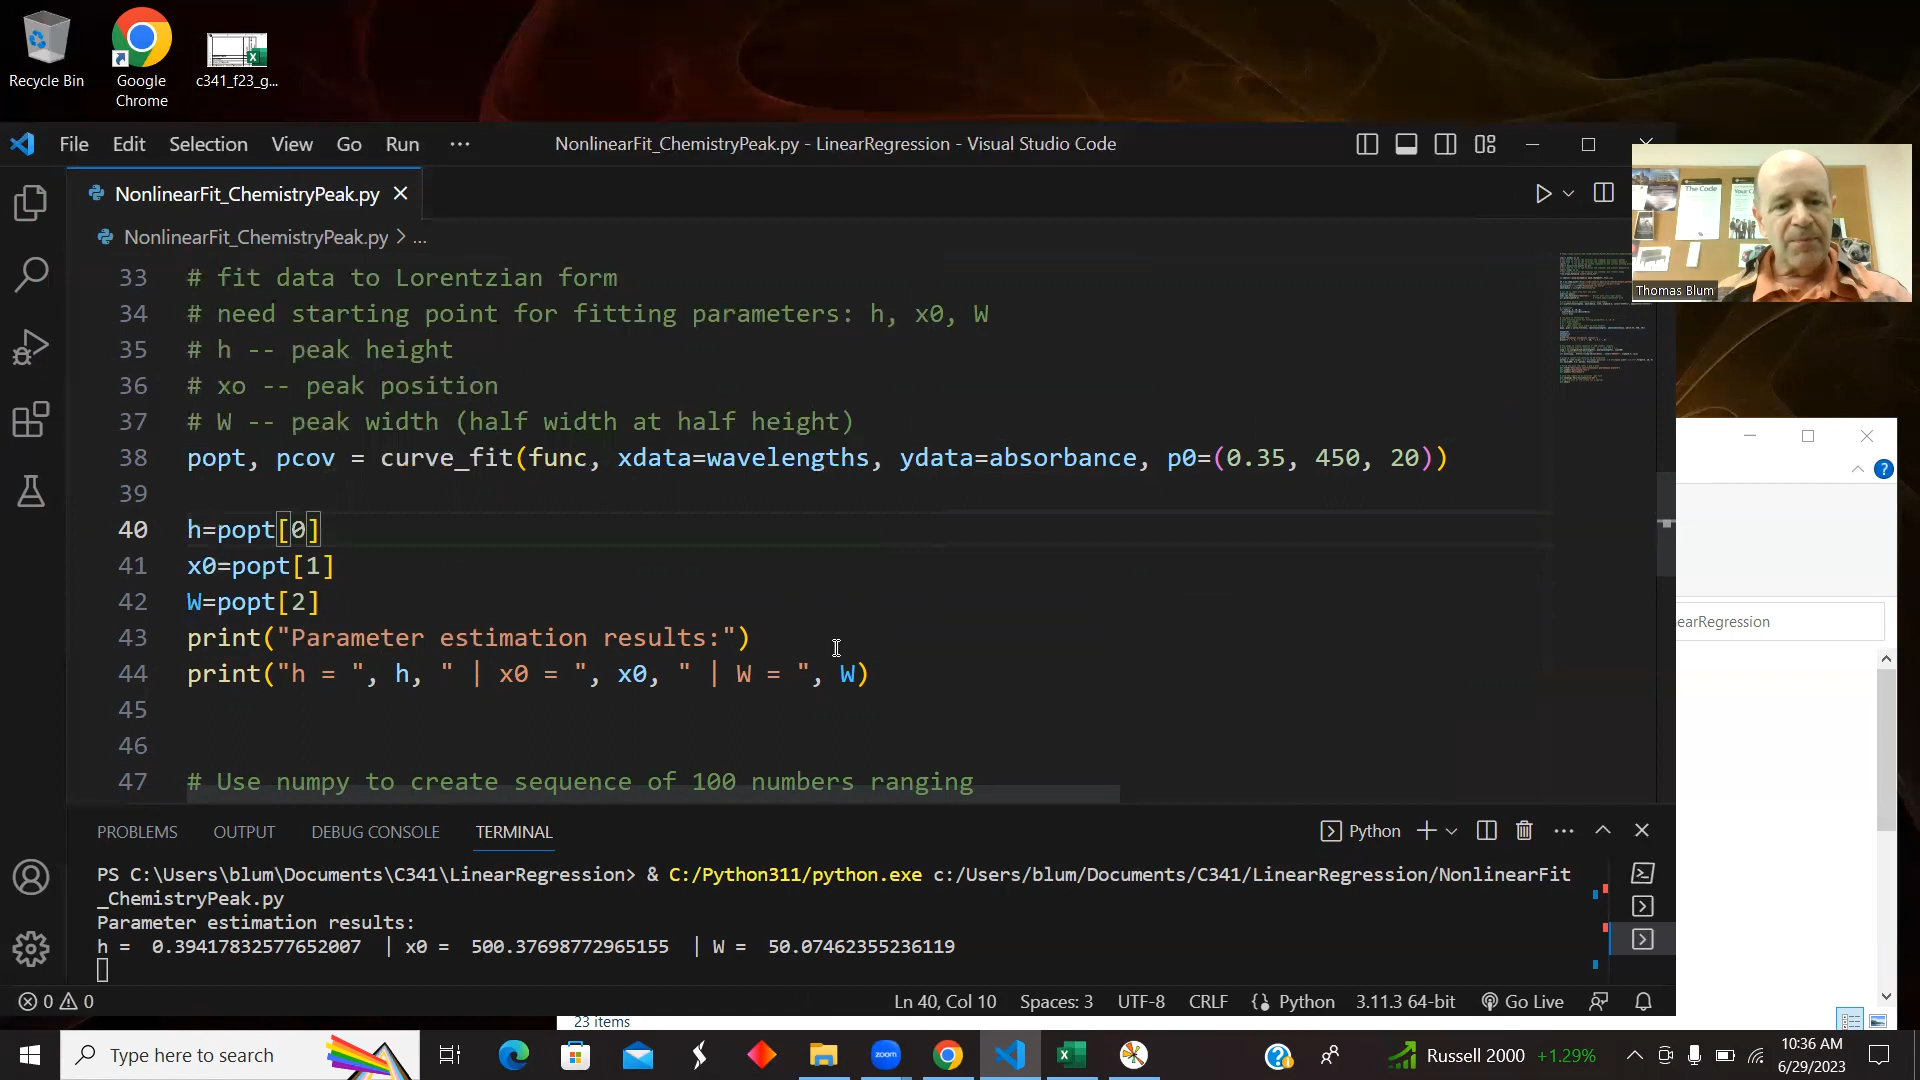 Recycle Bin
Google
Chrome
c341_f23_g...
File Edit Selection View Go Run ...
NonlinearFit_ChemistryPeak.py - LinearRegression - Visual Studio Code
NonlinearFit_ChemistryPeak.py
NonlinearFit_ChemistryPeak.py > ...
The Code
Thomas Blum
33 # fit data to Lorentzian form
34 # need starting point for fitting parameters: h, x0, W
35 # h -- peak height
36 # xo -- peak position
37 # W -- peak width (half width at half height)
38 popt, pcov = curve_fit(func, xdata=wavelengths, ydata=absorbance, p0=(0.35, 450, 20))
39
40 h=popt[0]
41 x0=popt[1]
42 W=popt[2]
43 print("Parameter estimation results:")
44 print("h = ", h, " | x0 = ", x0, " | W = ", W)
45
46
47 # Use numpy to create sequence of 100 numbers ranging
earRegression
PROBLEMS OUTPUT DEBUG CONSOLE TERMINAL
Python
PS C:\Users\blum\Documents\C341\LinearRegression> & C:/Python311/python.exe c:/Users/blum/Documents/C341/LinearRegression/NonlinearFit
_ChemistryPeak.py
Parameter estimation results:
h =  0.39417832577652007  | x0 =  500.37698772965155  | W =  50.07462355236119
0 0
Ln 40, Col 10 Spaces: 3 UTF-8 CRLF Python 3.11.3 64-bit Go Live
23 items
Type here to search
zoom
Russell 2000 +1.29%
10:36 AM
6/29/2023